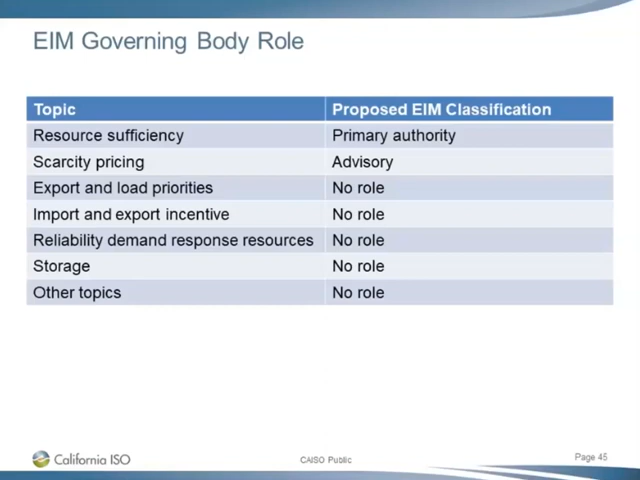 EIM Governing Body Role
Topic Proposed EIM Classification
Resource sufficiency Primary authority
Scarcity pricing Advisory
Export and load priorities No role
Import and export incentive No role
Reliability demand response resources No role
Storage No role
Other topics No role
California ISO CAISO Public Page 45